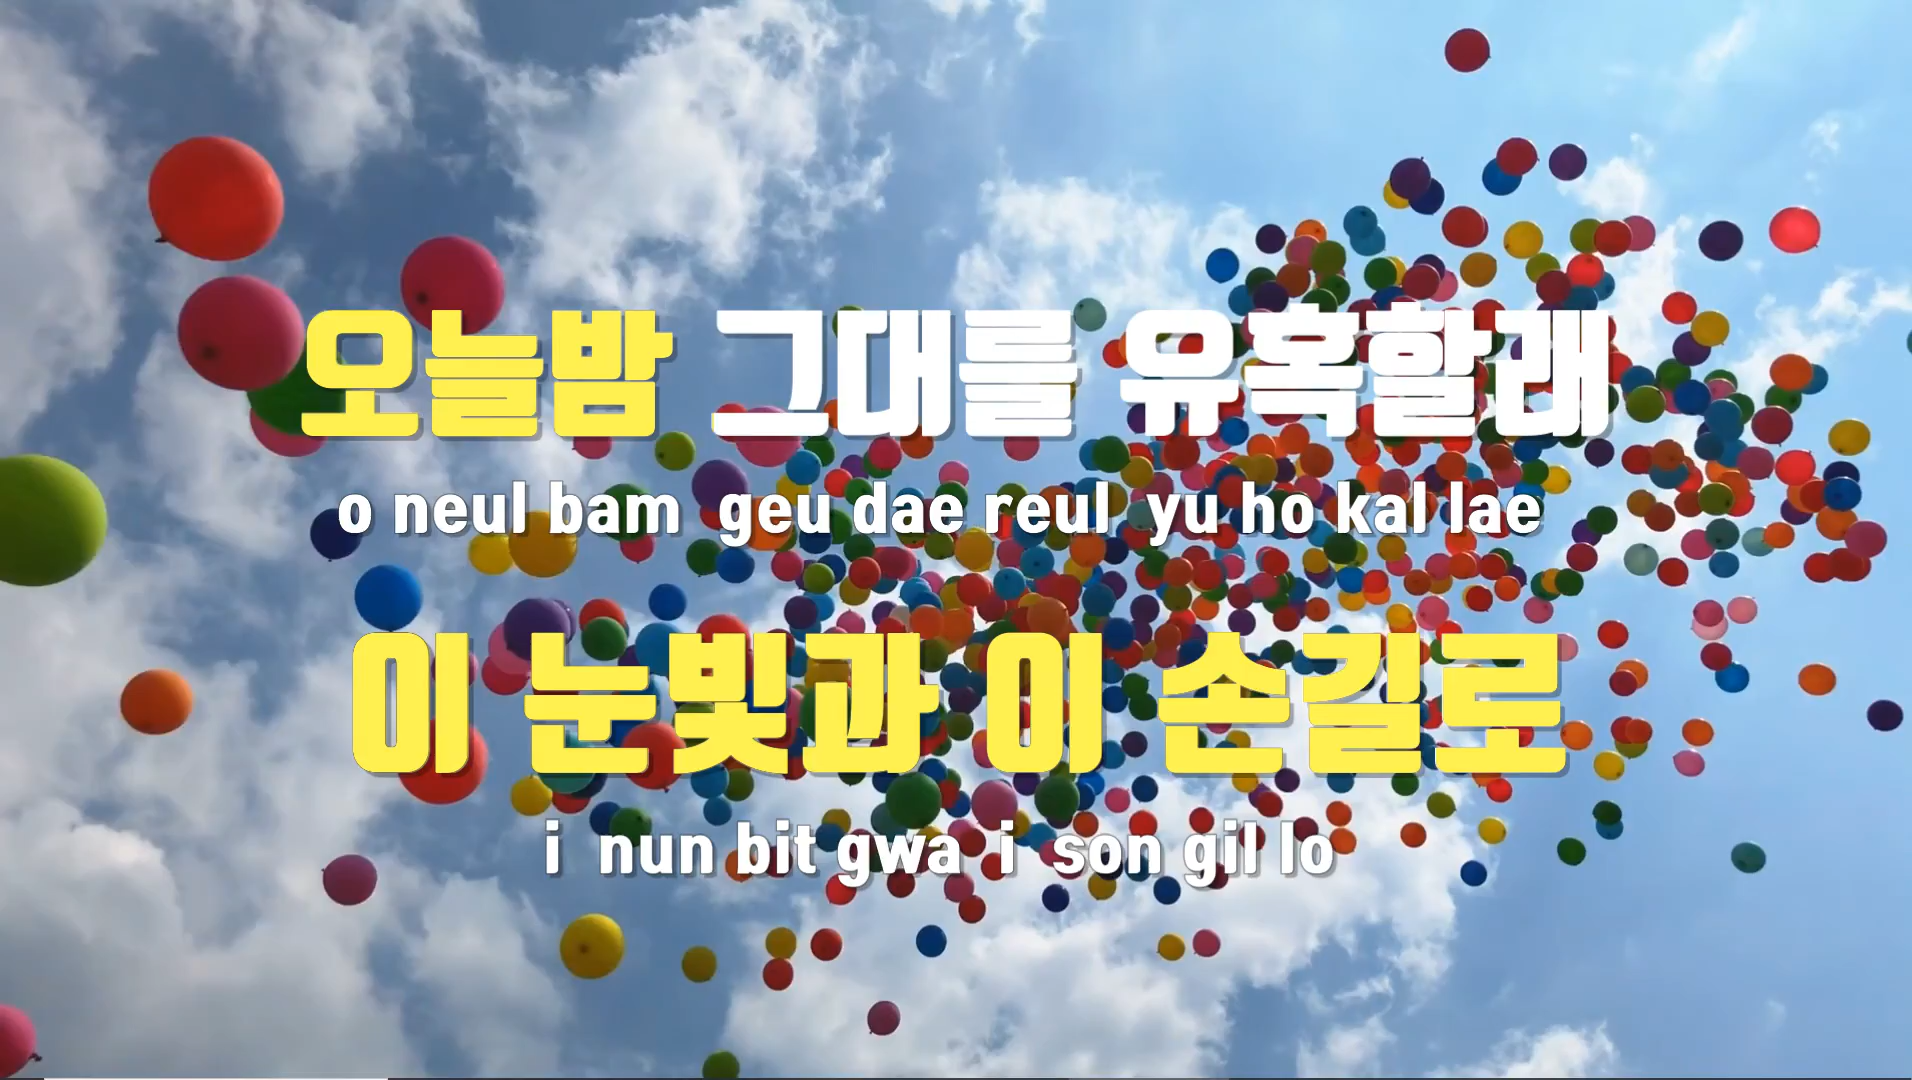 오늘밤 그대를 유혹할래
o neul bam geu dae reul yu ho kal lae
이 눈빛과 이 손길로
i nun bit gwa i son gil lo